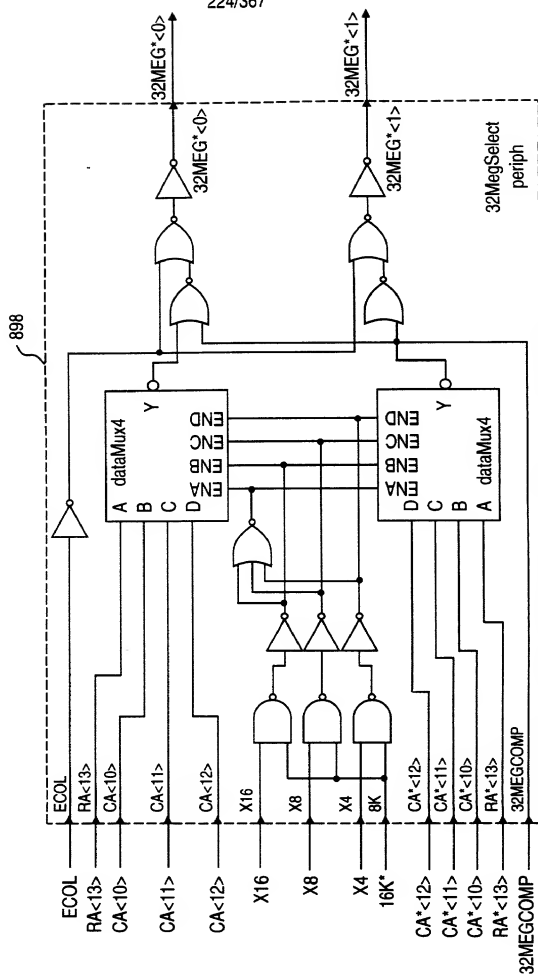 224/367
898
32MEG*<0>
32MEG*<0>
32MEG*<1>
32MEG*<1>
32MegSelect
periph
ECOL
ECOL
RA<13>
RA<13>
CA<10>
CA<10>
CA<11>
CA<11>
CA<12>
CA<12>
A
B
C
D
dataMux4
Y
ENA
ENB
ENC
END
X16
X16
X8
X8
X4
X4
16K*
8K
ENA
ENB
ENC
END
D
C
B
A
dataMux4
Y
CA*<12>
CA*<12>
CA*<11>
CA*<11>
CA*<10>
CA*<10>
RA*<13>
RA*<13>
32MEGCOMP
32MEGCOMP